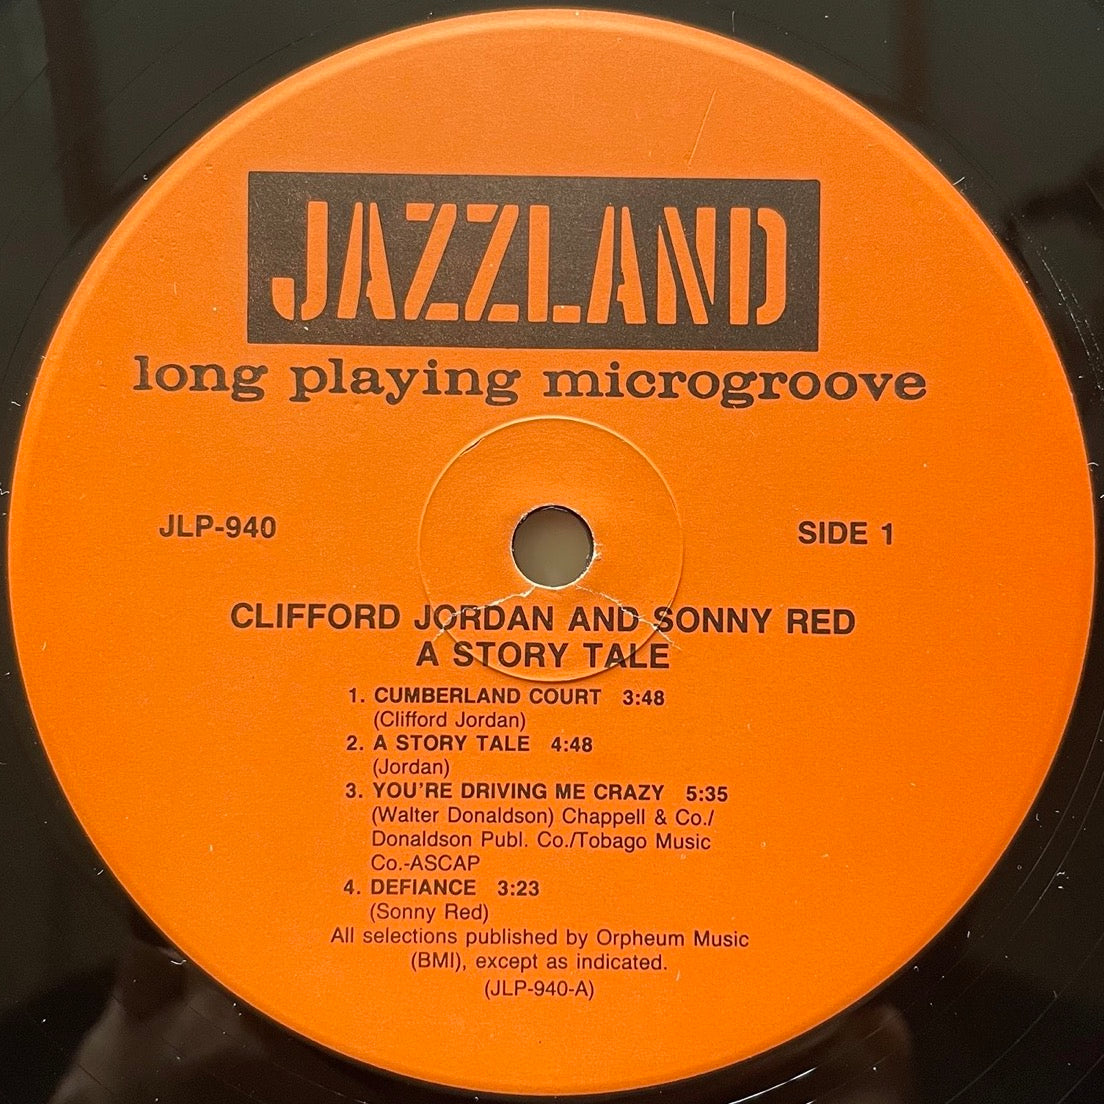 JAZZLAND
long playing microgroove
JLP-940 SIDE 1
CLIFFORD JORDAN AND SONNY RED
A STORY TALE
1. CUMBERLAND COURT 3:48
(Clifford Jordan)
2. A STORY TALE 4:48
(Jordan)
3. YOU'RE DRIVING ME CRAZY 5:35
(Walter Donaldson) Chappell & Co./
Donaldson Publ. Co./Tobago Music
Co.-ASCAP
4. DEFIANCE 3:23
(Sonny Red)
All selections published by Orpheum Music
(BMI), except as indicated.
(JLP-940-A)